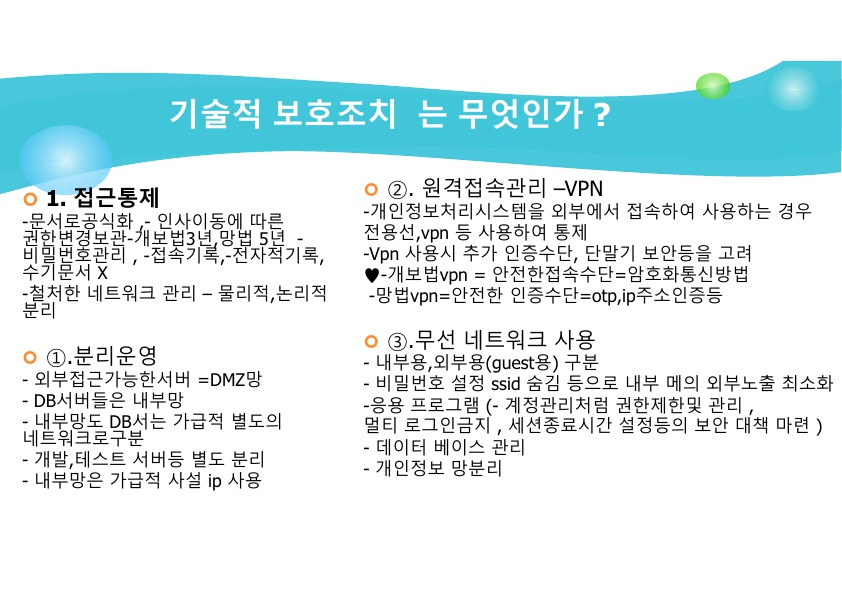 기술적 보호조치 는 무엇인가 ?
1. 접근통제
-문서로공식화 ,- 인사이동에 따른
권한변경보관-개보법3년,망법 5년 -
비밀번호관리 , -접속기록,-전자적기록,
수기문서 X
-철처한 네트워크 관리 – 물리적,논리적
분리
①.분리운영
- 외부접근가능한서버 =DMZ망
- DB서버들은 내부망
- 내부망도 DB서는 가급적 별도의
네트워크로구분
- 개발,테스트 서버등 별도 분리
- 내부망은 가급적 사설 ip 사용
②. 원격접속관리 –VPN
-개인정보처리시스템을 외부에서 접속하여 사용하는 경우
전용선,vpn 등 사용하여 통제
-Vpn 사용시 추가 인증수단, 단말기 보안등을 고려
♥-개보법vpn = 안전한접속수단=암호화통신방법
-망법vpn=안전한 인증수단=otp,ip주소인증등
③.무선 네트워크 사용
- 내부용,외부용(guest용) 구분
- 비밀번호 설정 ssid 숨김 등으로 내부 메의 외부노출 최소화
-응용 프로그램 (- 계정관리처럼 권한제한및 관리 ,
멀티 로그인금지 , 세션종료시간 설정등의 보안 대책 마련 )
- 데이터 베이스 관리
- 개인정보 망분리